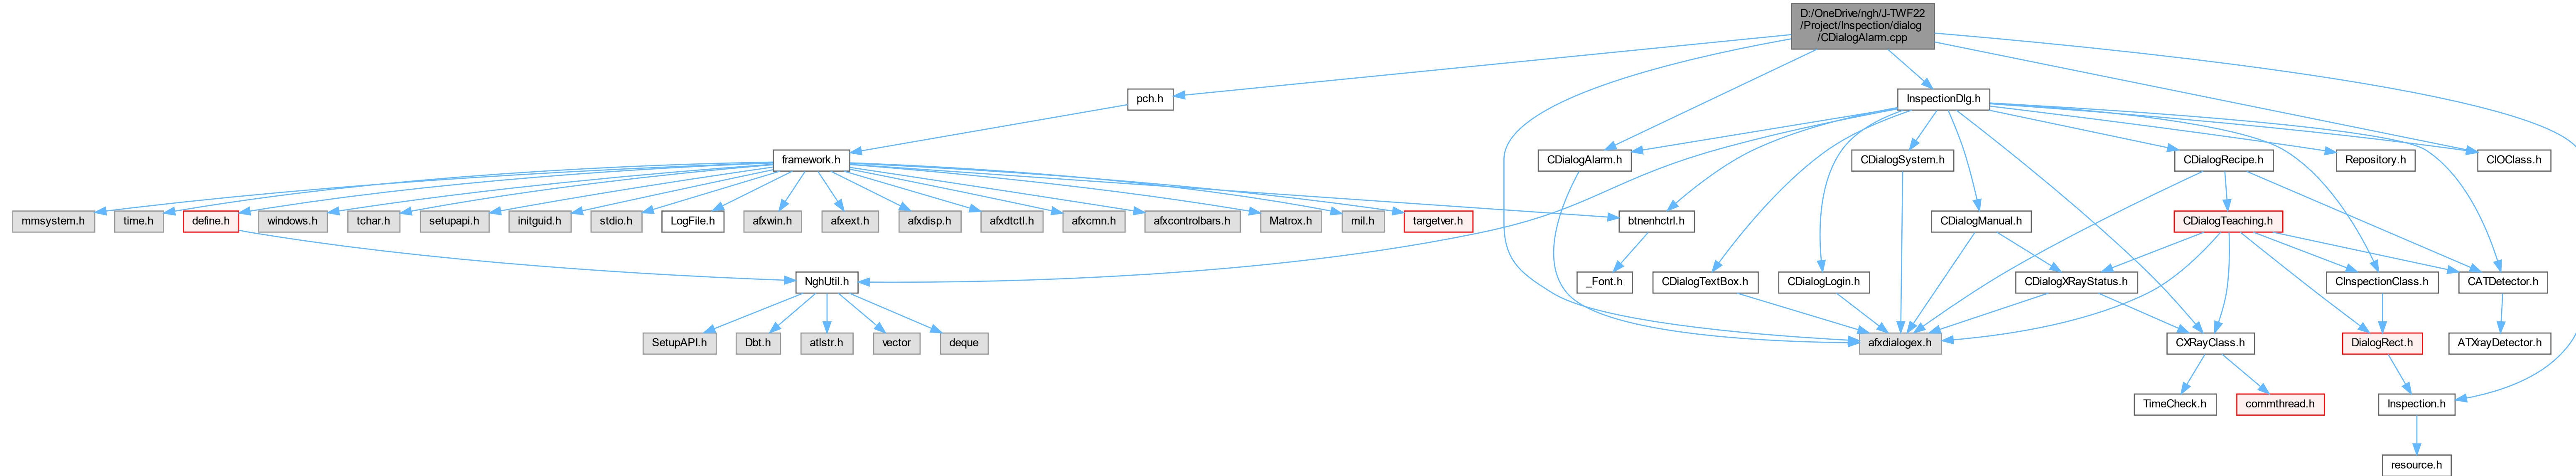 D:/OneDrive/ngh/J-TWF22
/Project/Inspection/dialog
/CDialogAlarm.cpp
pch.h
InspectionDlg.h
framework.h
CDialogAlarm.h
CDialogSystem.h
CDialogRecipe.h
Repository.h
CIOClass.h
mmsystem.h
time.h
define.h
windows.h
tchar.h
setupapi.h
initguid.h
stdio.h
LogFile.h
afxwin.h
afxext.h
afxdisp.h
afxdtctl.h
afxcmn.h
afxcontrolbars.h
Matrox.h
mil.h
targetver.h
btnenhctrl.h
CDialogManual.h
CDialogTeaching.h
NghUtil.h
_Font.h
CDialogTextBox.h
CDialogLogin.h
CDialogXRayStatus.h
CInspectionClass.h
CATDetector.h
SetupAPI.h
Dbt.h
atlstr.h
vector
deque
afxdialogex.h
CXRayClass.h
DialogRect.h
ATXrayDetector.h
TimeCheck.h
commthread.h
Inspection.h
resource.h